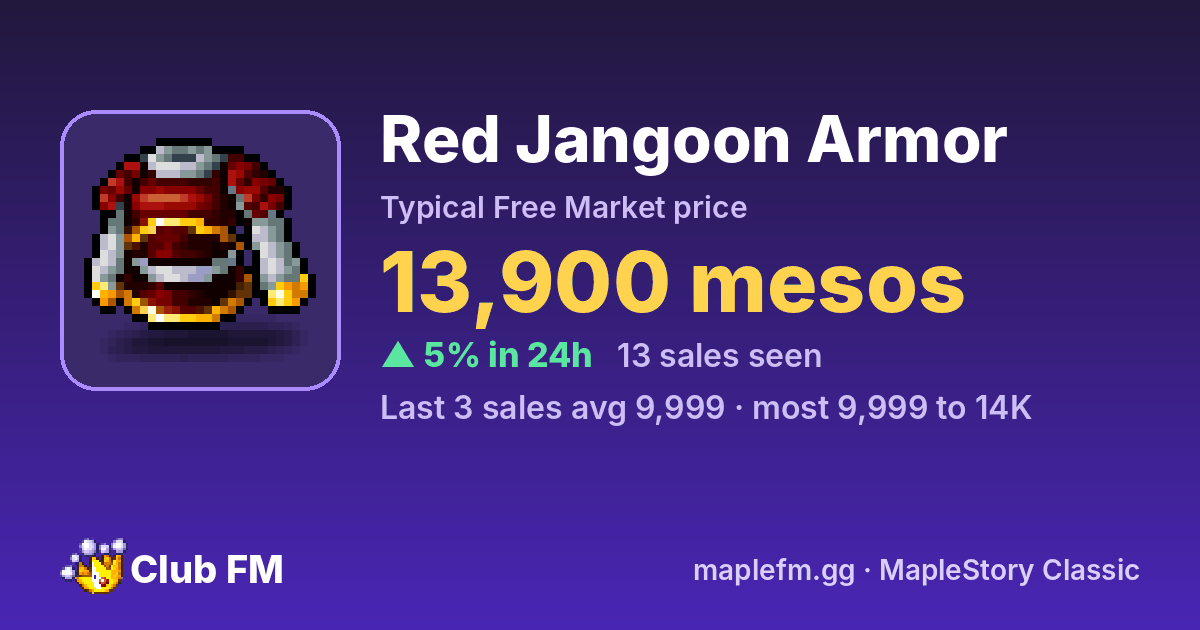 Red Jangoon Armor
Typical Free Market price
13,900 mesos
▲ 5% in 24h 13 sales seen
Last 3 sales avg 9,999 · most 9,999 to 14K
Club FM
maplefm.gg · MapleStory Classic